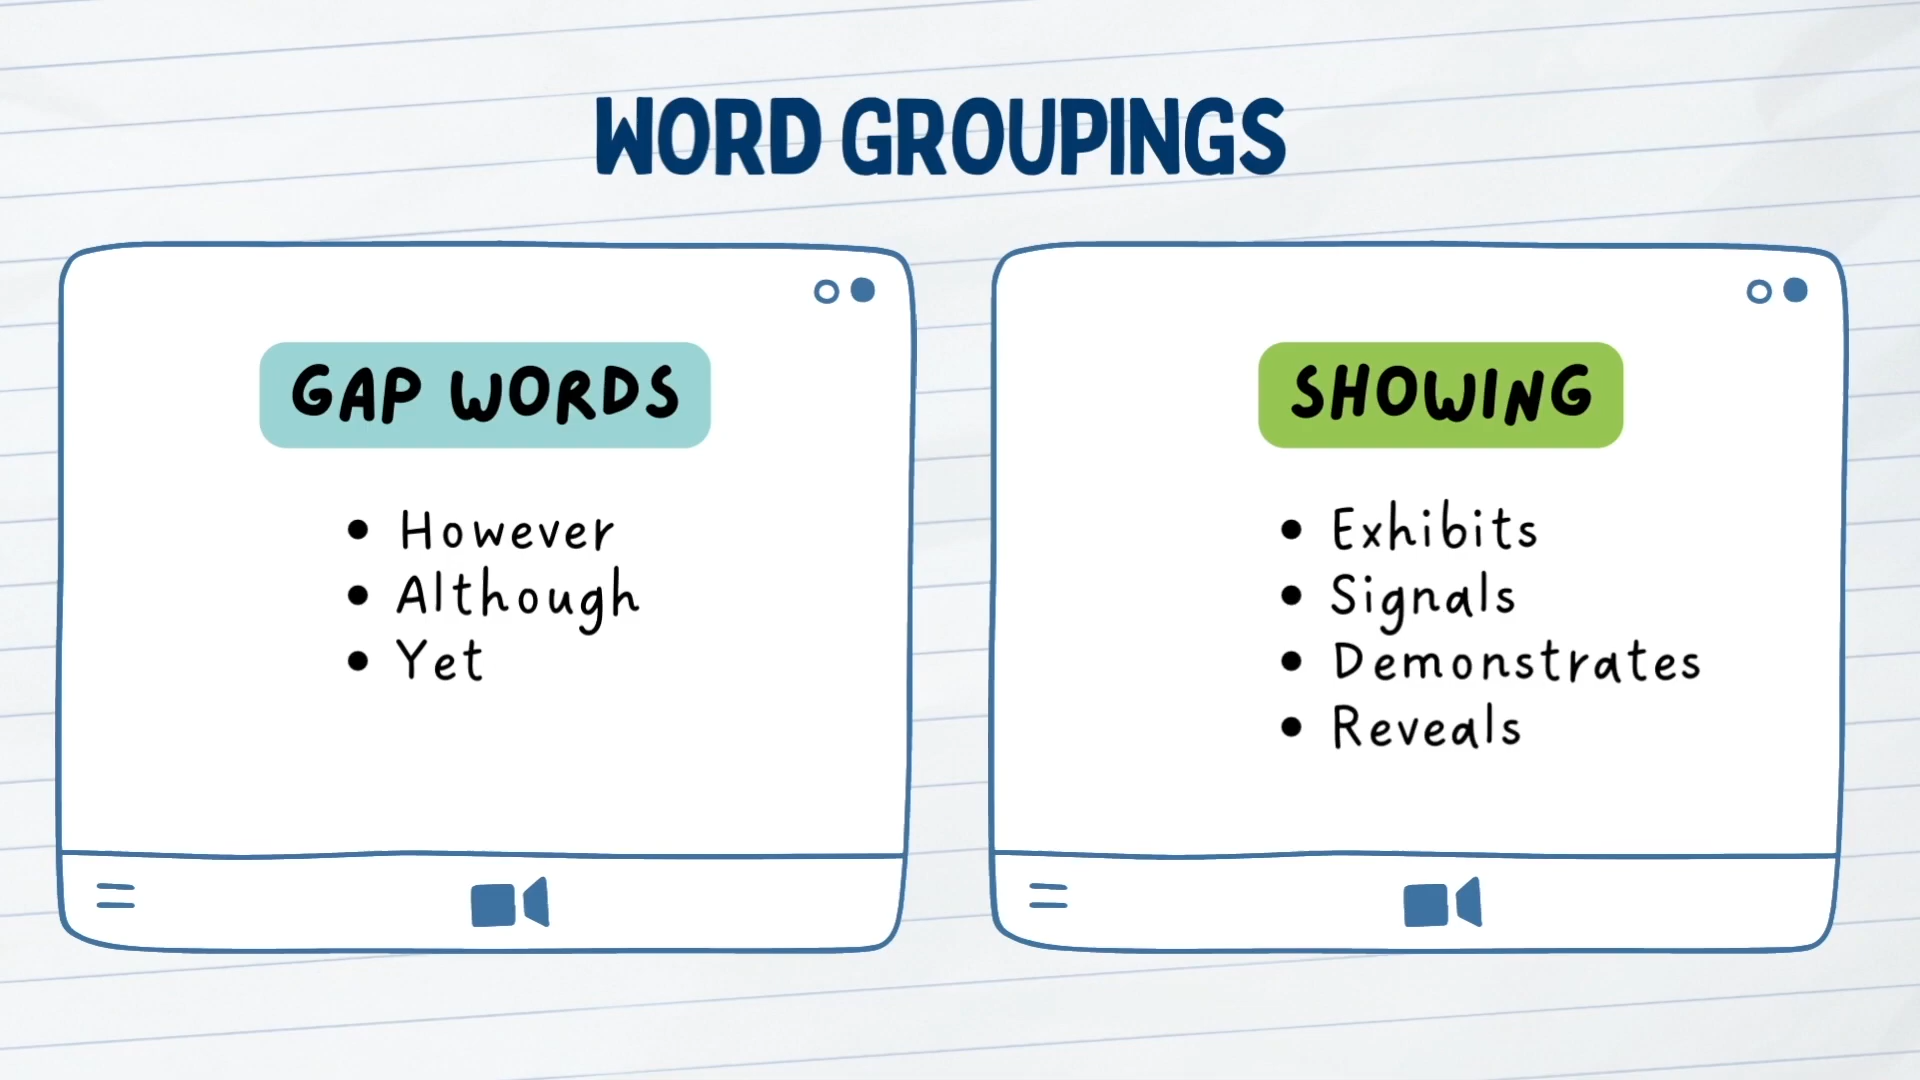 WORD GROUPINGS
GAP WORDS
• However
• Although
• Yet
SHOWING
• Exhibits
• Signals
• Demonstrates
• Reveals